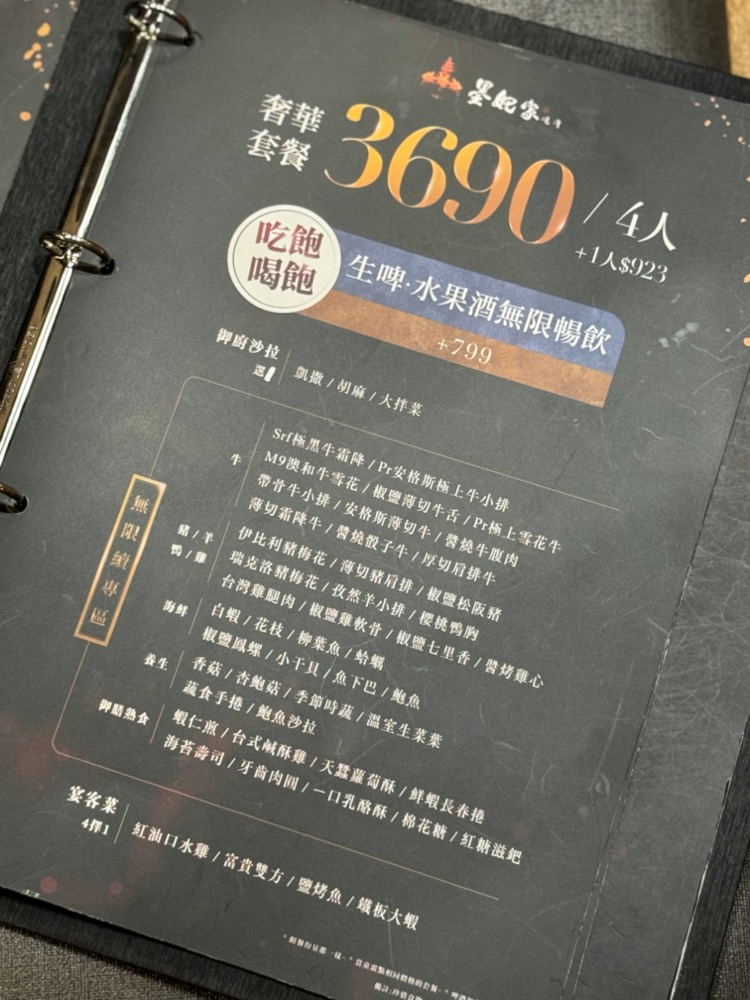 奢華
套餐
3690/4人
+1人$923
吃飽
喝飽
生啤·水果酒無限暢飲
+799
御廚沙拉
選1
凱撒/胡麻/大拌菜
無限續專區
牛
Srf極黑牛霜降/Pr安格斯極上牛小排
M9澳和牛雪花/椒鹽薄切牛舌/Pr極上雪花牛
帶骨牛小排/安格斯薄切牛/醬燒牛腹肉
薄切霜降牛/醬燒骰子牛/厚切肩排牛
豬/羊
鴨/雞
伊比利豬梅花/薄切豬肩排/椒鹽松阪豬
瑞克洛豬梅花/孜然羊小排/櫻桃鴨胸
台灣雞腿肉/椒鹽雞軟骨/椒鹽七里香/醬烤雞心
海鮮
白蝦/花枝/柳葉魚/蛤蠣
椒鹽鳳螺/小干貝/魚下巴/鮑魚
養生
香菇/杏鮑菇/季節時蔬/溫室生菜葉
蔬食手捲/鮑魚沙拉
御膳熟食
蝦仁煎/台式鹹酥雞/天蠶蘿蔔酥/鮮蝦長春捲
海苔壽司/牙齒肉圓/一口乳酪酥/棉花糖/紅糖滋粑
宴客菜
4擇1
紅油口水雞/富貴雙方/鹽烤魚/鐵板大蝦